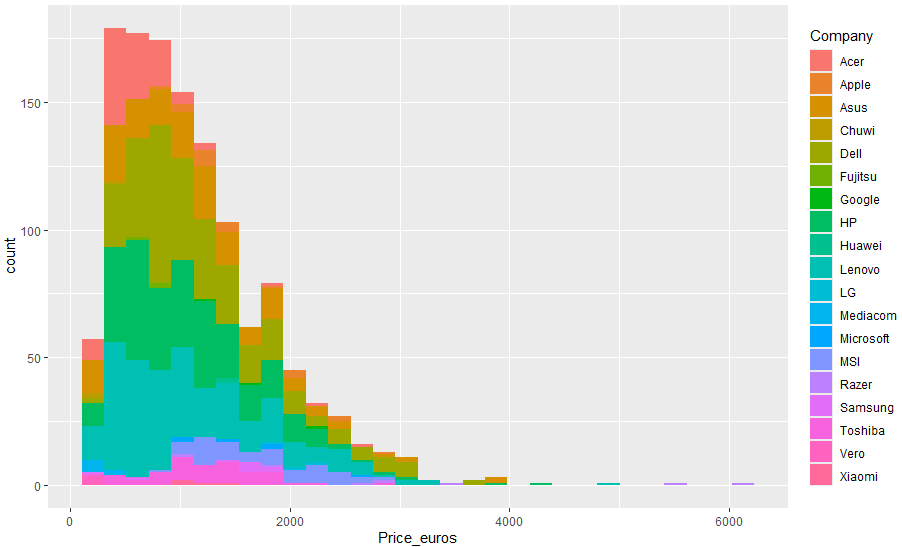 count
150
100
50
0
0 2000 4000 6000
Price_euros
Company
Acer
Apple
Asus
Chuwi
Dell
Fujitsu
Google
HP
Huawei
Lenovo
LG
Mediacom
Microsoft
MSI
Razer
Samsung
Toshiba
Vero
Xiaomi